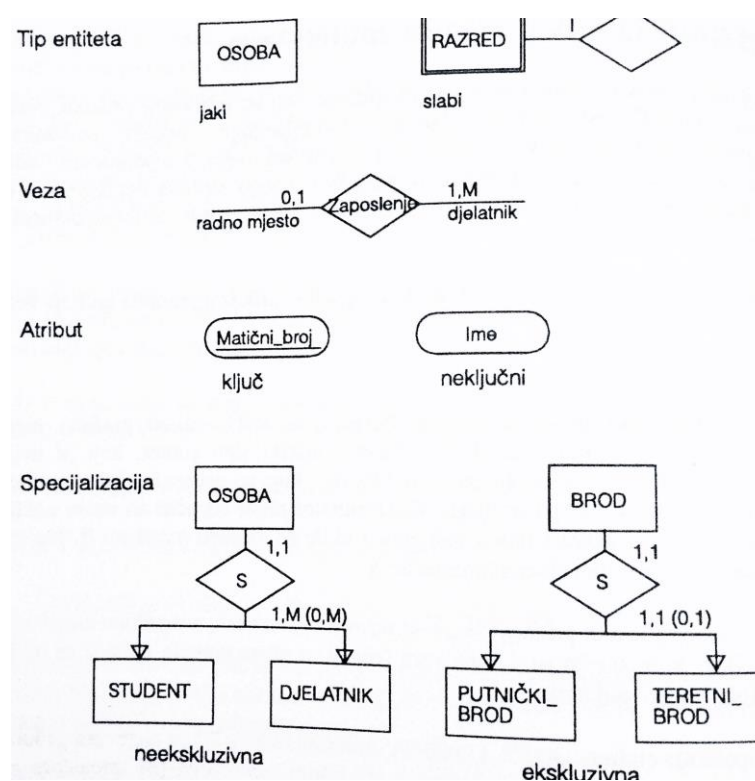 Tip entiteta
OSOBA
RAZRED
1
jaki
slabi
Veza
0,1
Zaposlenje
1,M
radno mjesto
djelatnik
Atribut
Matični_broj
Ime
ključ
neključni
Specijalizacija
OSOBA
BROD
1,1
1,1
S
S
1,M (0,M)
1,1 (0,1)
STUDENT
DJELATNIK
PUTNIČKI_
BROD
TERETNI_
BROD
neekskluzivna
ekskluzivna